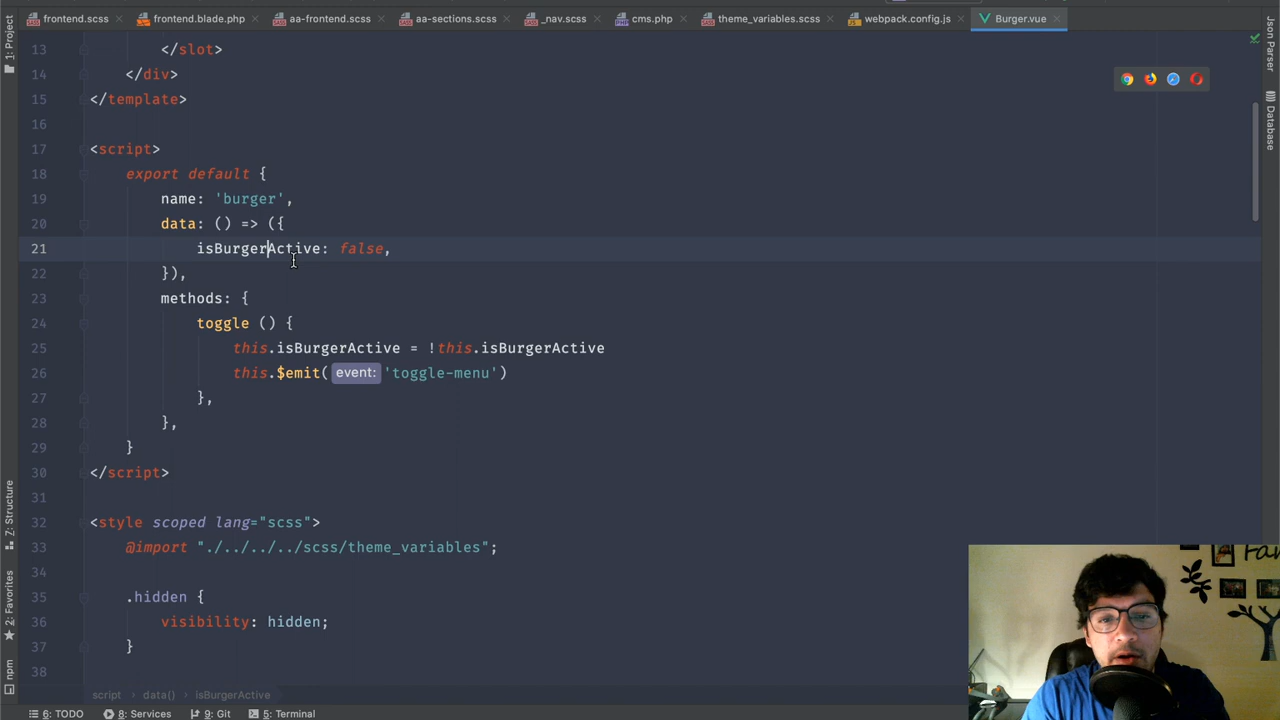 frontend.scss
frontend.blade.php
aa-frontend.scss
aa-sections.scss
_nav.scss
cms.php
theme_variables.scss
webpack.config.js
Burger.vue
1: Project
Json Parser
Database
13 </slot>
14 </div>
15 </template>
16
17 <script>
18 export default {
19 name: 'burger',
20 data: () => ({
21 isBurgerActive: false,
22 }),
23 methods: {
24 toggle () {
25 this.isBurgerActive = !this.isBurgerActive
26 this.$emit( event: 'toggle-menu')
27 },
28 },
29 }
30 </script>
31
32 <style scoped lang="scss">
33 @import "./../../../scss/theme_variables";
34
35 .hidden {
36 visibility: hidden;
37 }
38
Z: Structure
2: Favorites
npm
script data() isBurgerActive
6: TODO 8: Services 9: Git 5: Terminal